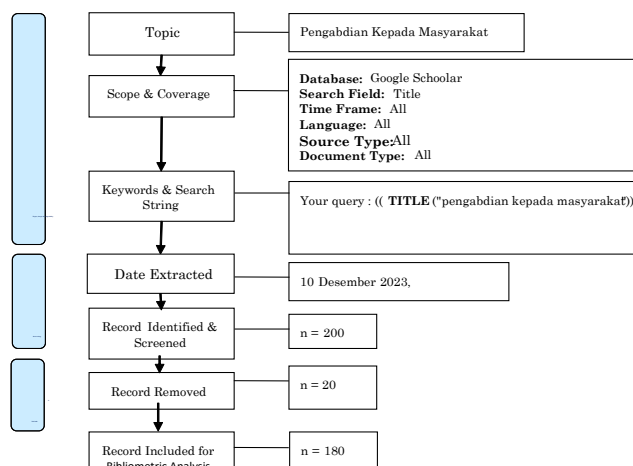 Topic
Pengabdian Kepada Masyarakat
Scope & Coverage
Database: Google Schoolar
Search Field: Title
Time Frame: All
Language: All
Source Type:All
Document Type: All
Keywords & Search
String
Your query : (( TITLE ("pengabdian kepada masyarakat"))
Date Extracted
10 Desember 2023,
Record Identified &
Screened
n = 200
Record Removed
n = 20
Record Included for
Bibliometric Analysis
n = 180